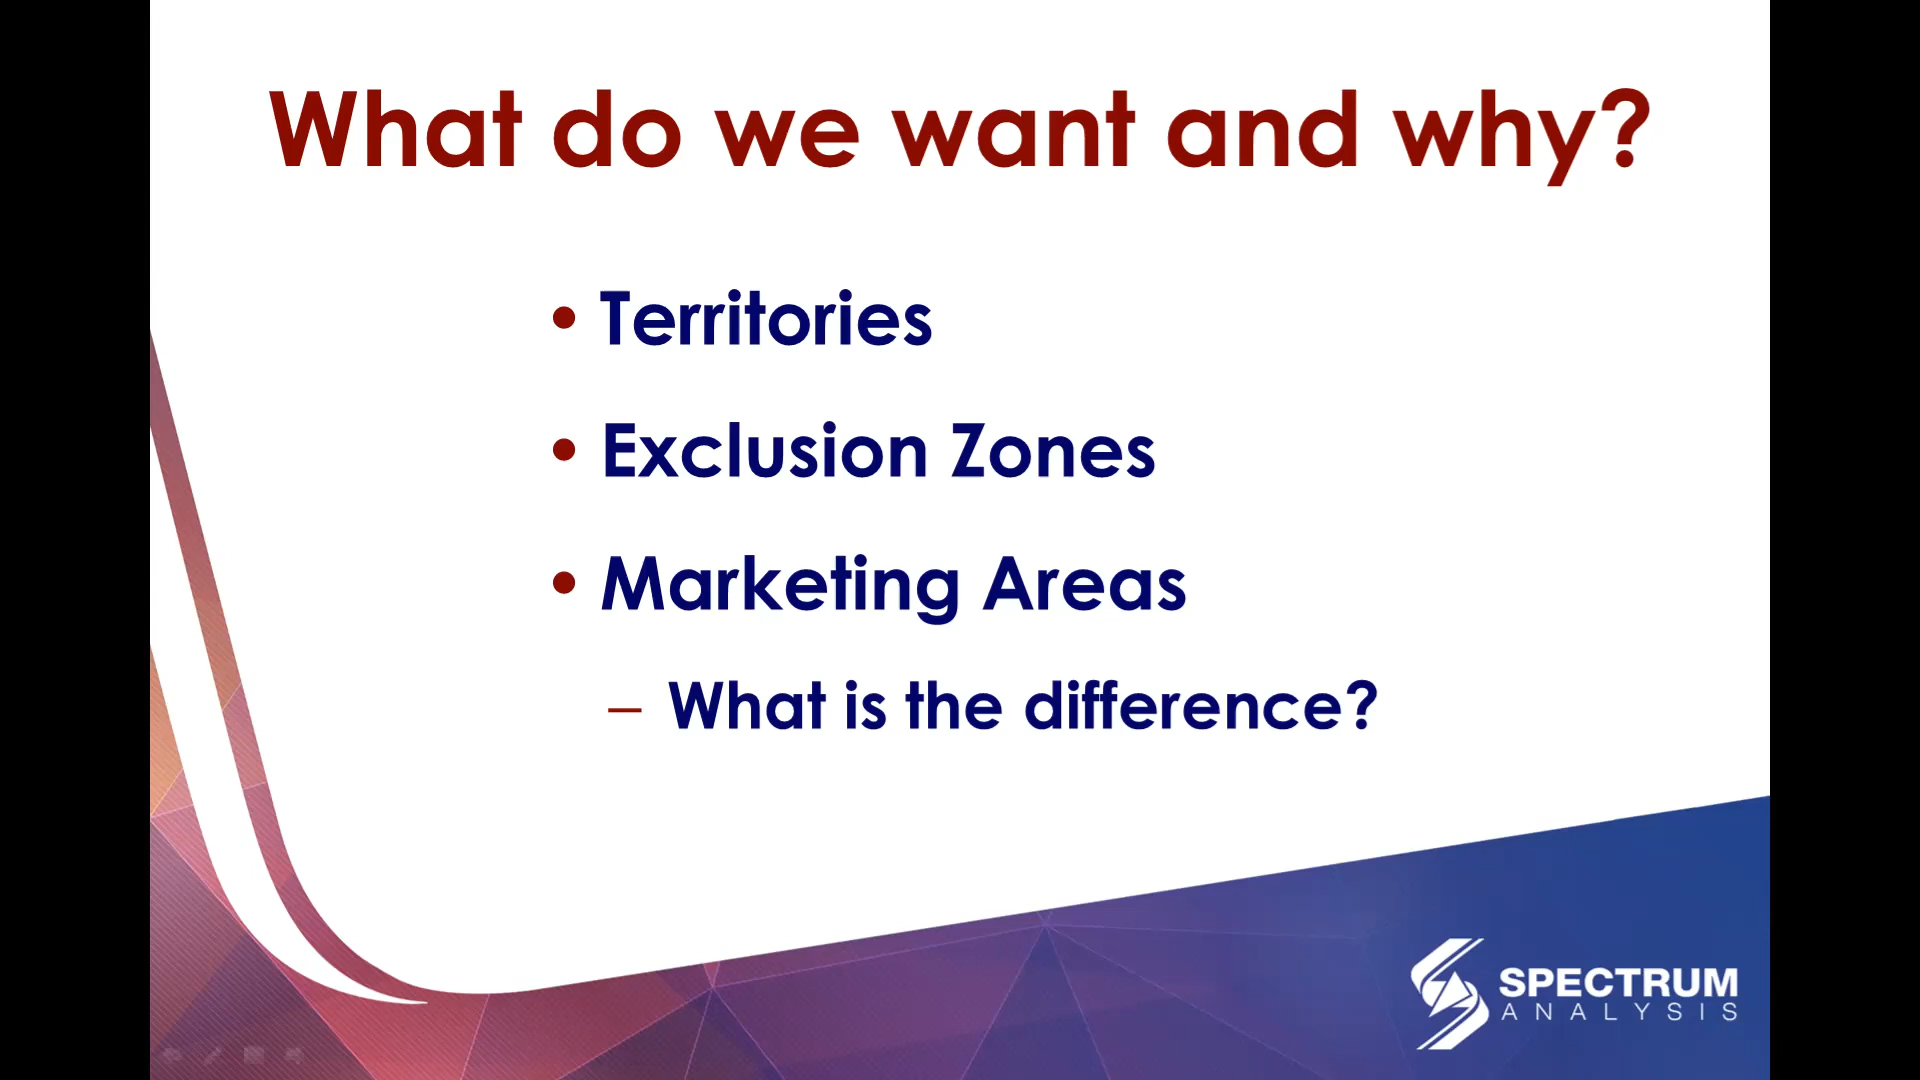 What do we want and why?
• Territories
• Exclusion Zones
• Marketing Areas
– What is the difference?
SPECTRUM
ANALYSIS